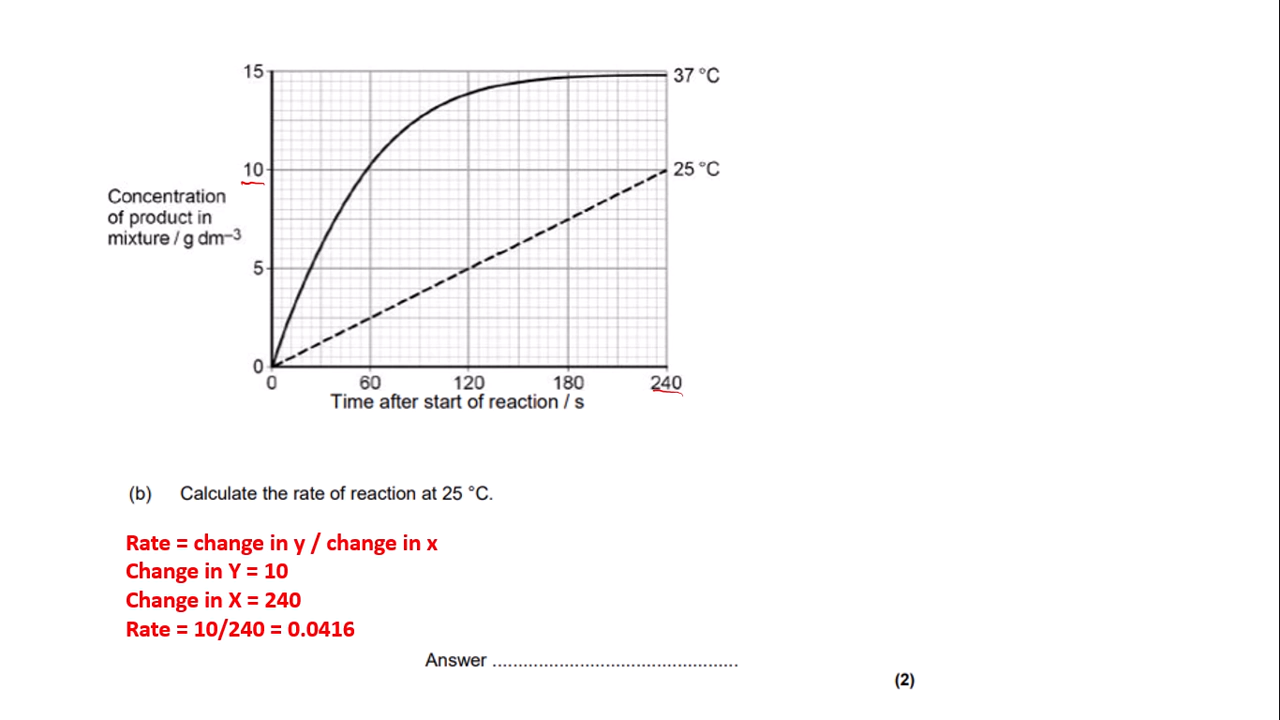 15
37 °C
10
25 °C
Concentration
of product in
mixture / g dm⁻³
5
0
0 60 120 180 240
Time after start of reaction / s
(b) Calculate the rate of reaction at 25 °C.
Rate = change in y / change in x
Change in Y = 10
Change in X = 240
Rate = 10/240 = 0.0416
Answer ................................................
(2)